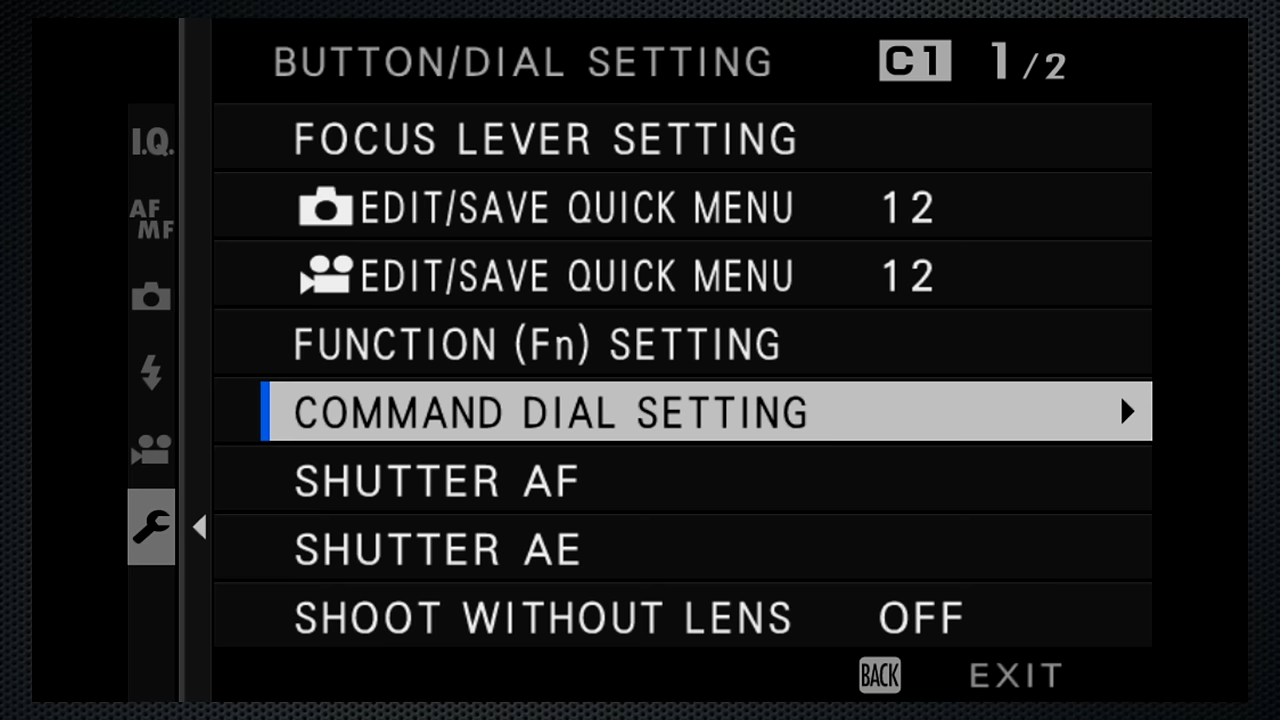 BUTTON/DIAL SETTING C1 1/2
I.Q.
AF
MF
FOCUS LEVER SETTING
EDIT/SAVE QUICK MENU 12
EDIT/SAVE QUICK MENU 12
FUNCTION (Fn) SETTING
COMMAND DIAL SETTING
SHUTTER AF
SHUTTER AE
SHOOT WITHOUT LENS OFF
BACK EXIT